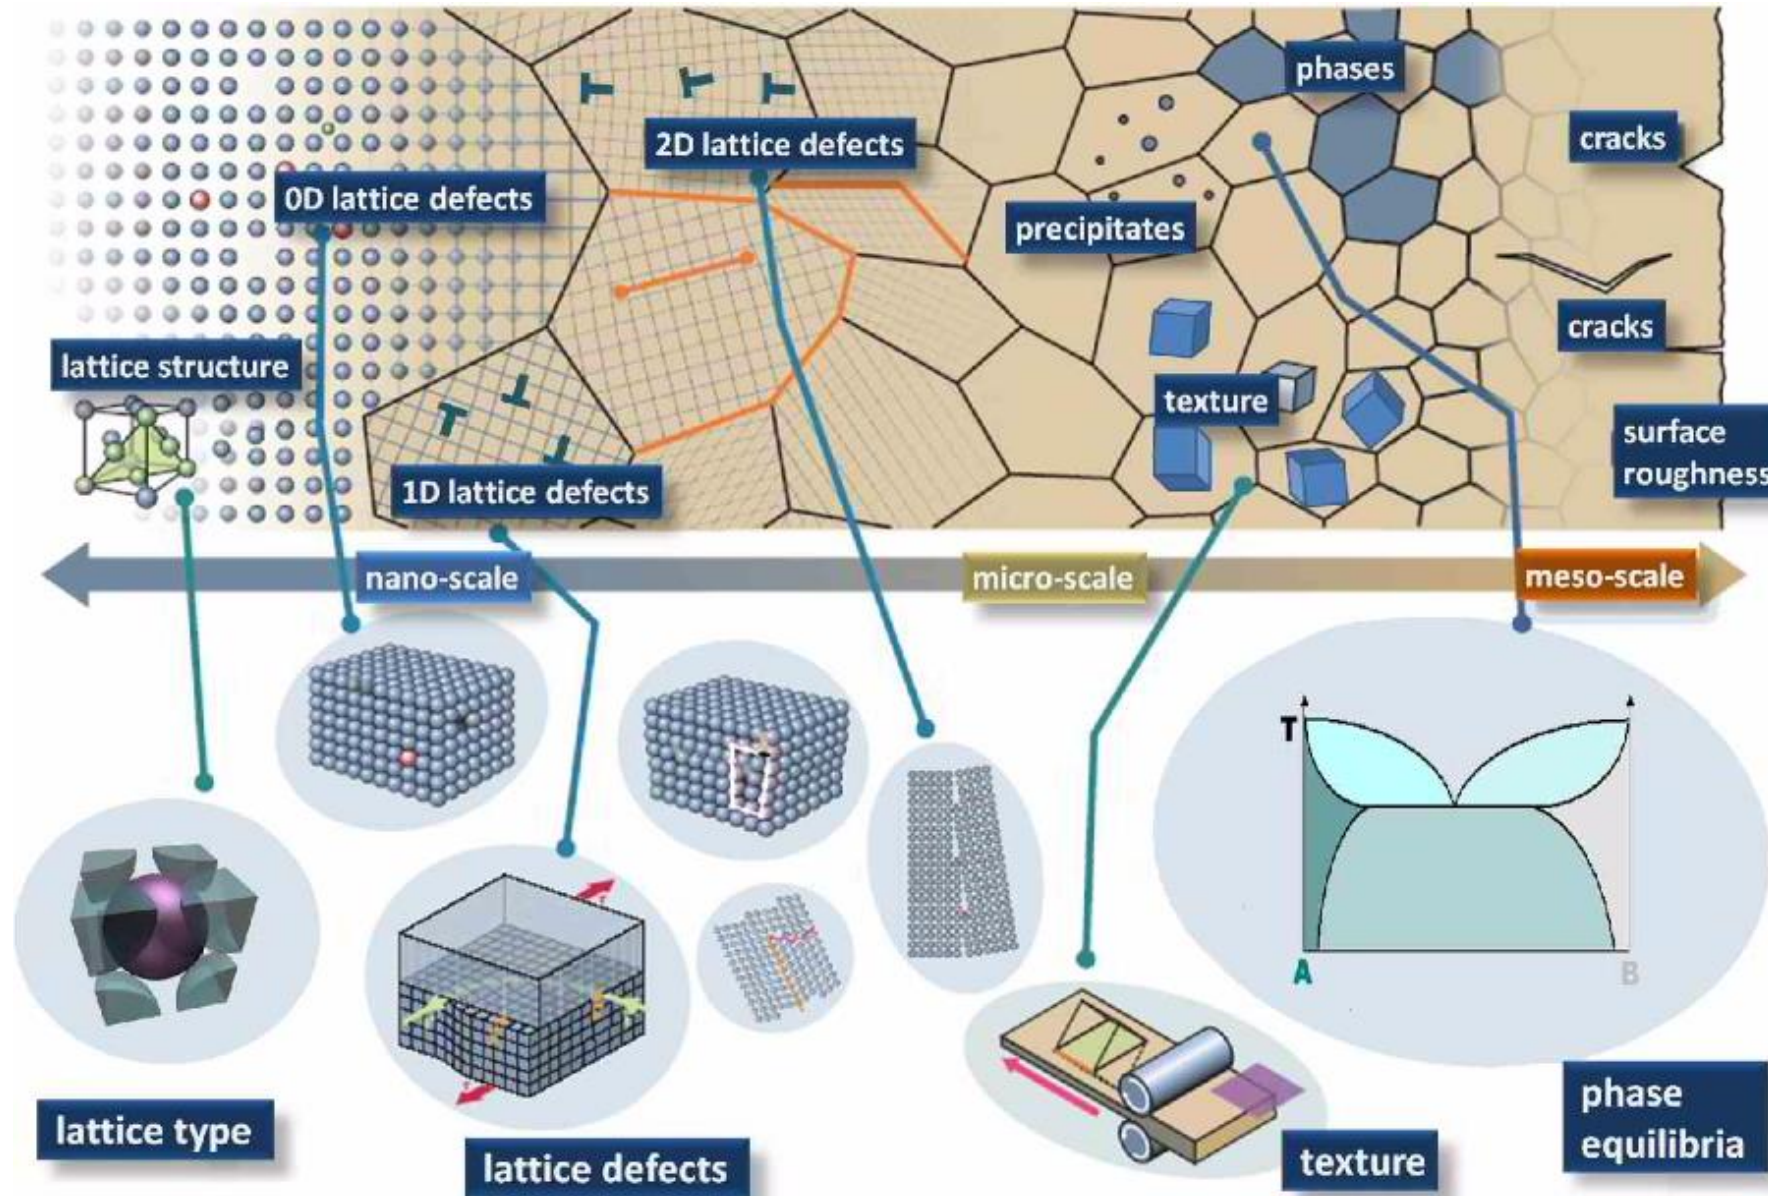 phases
cracks
2D lattice defects
0D lattice defects
precipitates
cracks
lattice structure
texture
surface
roughness
1D lattice defects
nano-scale
micro-scale
meso-scale
T
A
B
lattice type
lattice defects
texture
phase
equilibria